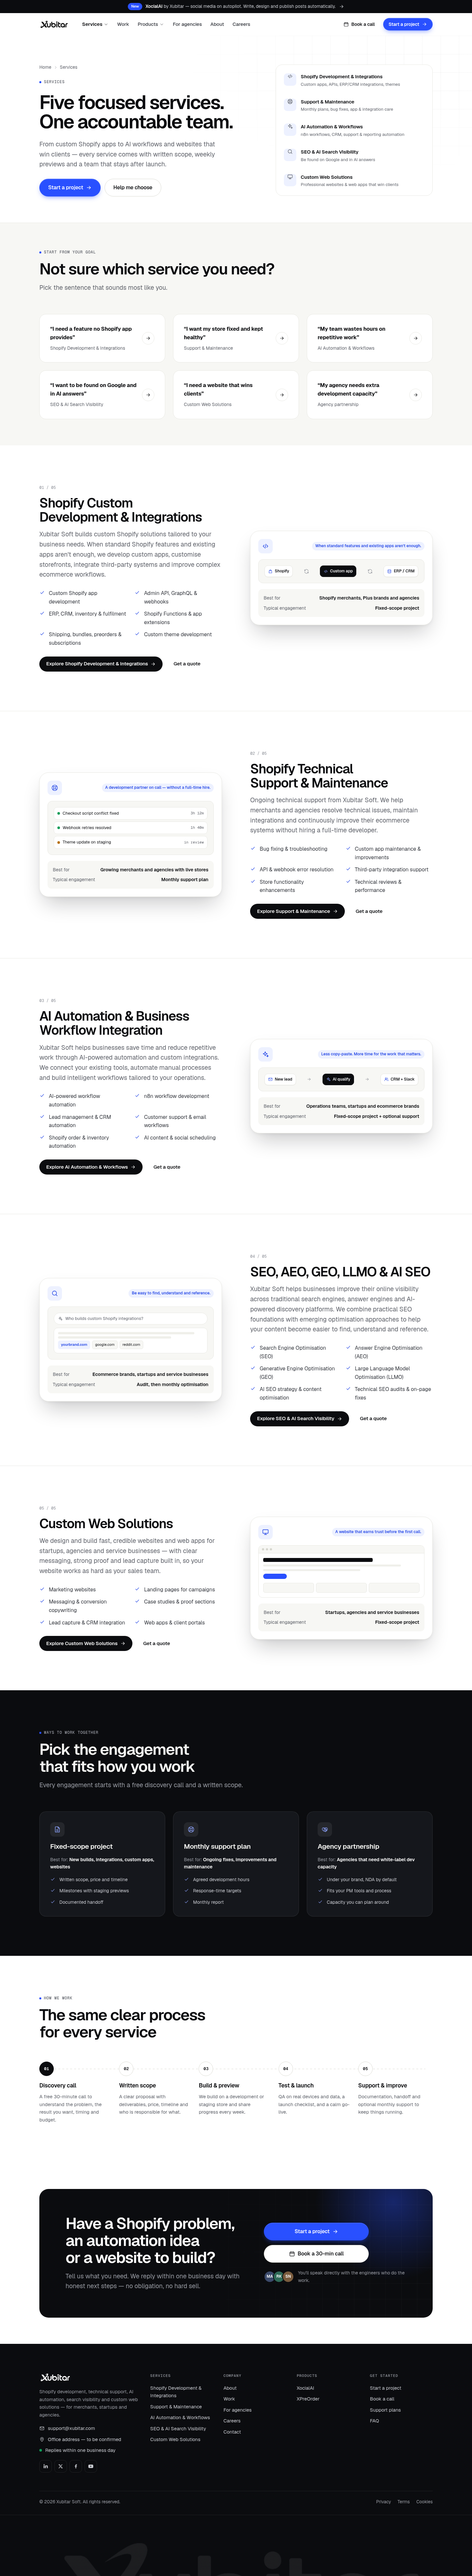 New XocialAI by Xubitar — social media on autopilot. Write, design and publish posts automatically.
Xubitar
Services
Work
Products
For agencies
About
Careers
Book a call
Start a project
Home
Services
SERVICES
Five focused services.
One accountable team.
From custom Shopify apps to AI workflows and websites that
win clients — every service comes with written scope, weekly
previews and a team that stays after launch.
Start a project
Help me choose
Shopify Development & Integrations
Custom apps, APIs, ERP/CRM integrations, themes
Support & Maintenance
Monthly plans, bug fixes, app & integration care
AI Automation & Workflows
n8n workflows, CRM, support & reporting automation
SEO & AI Search Visibility
Be found on Google and in AI answers
Custom Web Solutions
Professional websites & web apps that win clients
START FROM YOUR GOAL
Not sure which service you need?
Pick the sentence that sounds most like you.
“I need a feature no Shopify app
provides”
Shopify Development & Integrations
“I want my store fixed and kept
healthy”
Support & Maintenance
“My team wastes hours on
repetitive work”
AI Automation & Workflows
“I want to be found on Google and
in AI answers”
SEO & AI Search Visibility
“I need a website that wins
clients”
Custom Web Solutions
“My agency needs extra
development capacity”
Agency partnership
01 / 05
Shopify Custom
Development & Integrations
Xubitar Soft builds custom Shopify solutions tailored to your
business needs. When standard Shopify features and existing
apps aren't enough, we develop custom apps, customise
storefronts, integrate third-party systems and improve complex
ecommerce workflows.
Custom Shopify app
development
Admin API, GraphQL &
webhooks
ERP, CRM, inventory & fulfilment
Shopify Functions & app
extensions
Shipping, bundles, preorders &
subscriptions
Custom theme development
Explore Shopify Development & Integrations
Get a quote
When standard features and existing apps aren't enough.
Shopify
Custom app
ERP / CRM
Best for
Shopify merchants, Plus brands and agencies
Typical engagement
Fixed-scope project
02 / 05
Shopify Technical
Support & Maintenance
Ongoing technical support from Xubitar Soft. We help
merchants and agencies resolve technical issues, maintain
integrations and continuously improve their ecommerce
systems without hiring a full-time developer.
Bug fixing & troubleshooting
Custom app maintenance &
improvements
API & webhook error resolution
Third-party integration support
Store functionality
enhancements
Technical reviews &
performance
Explore Support & Maintenance
Get a quote
A development partner on call — without a full-time hire.
Checkout script conflict fixed
Webhook retries resolved
Theme update on staging
in review
Best for
Growing merchants and agencies with live stores
Typical engagement
Monthly support plan
03 / 05
AI Automation & Business
Workflow Integration
Xubitar Soft helps businesses save time and reduce repetitive
work through AI-powered automation and custom integrations.
We connect your existing tools, automate manual processes
and build intelligent workflows tailored to your operations.
AI-powered workflow
automation
n8n workflow development
Lead management & CRM
automation
Customer support & email
workflows
Shopify order & inventory
automation
AI content & social scheduling
Explore AI Automation & Workflows
Get a quote
Less copy-paste. More time for the work that matters.
New lead
AI qualify
CRM + Slack
Best for
Operations teams, startups and ecommerce brands
Typical engagement
Fixed-scope project + optional support
04 / 05
SEO, AEO, GEO, LLMO & AI SEO
Xubitar Soft helps businesses improve their online visibility
across traditional search engines, answer engines and AI-
powered discovery platforms. We combine practical SEO
foundations with emerging optimisation approaches to help
your content become easier to find, understand and reference.
Search Engine Optimisation
(SEO)
Answer Engine Optimisation
(AEO)
Generative Engine Optimisation
(GEO)
Large Language Model
Optimisation (LLMO)
AI SEO strategy & content
optimisation
Technical SEO audits & on-page
fixes
Explore SEO & AI Search Visibility
Get a quote
Be easy to find, understand and reference.
Who builds custom Shopify integrations?
yourbrand.com
google.com
reddit.com
Best for
Ecommerce brands, startups and service businesses
Typical engagement
Audit, then monthly optimisation
05 / 05
Custom Web Solutions
We design and build fast, credible websites and web apps for
startups, agencies and service businesses — with clear
messaging, strong proof and lead capture built in, so your
website works as hard as your sales team.
Marketing websites
Landing pages for campaigns
Messaging & conversion
copywriting
Case studies & proof sections
Lead capture & CRM integration
Web apps & client portals
Explore Custom Web Solutions
Get a quote
A website that earns trust before the first call.
Best for
Startups, agencies and service businesses
Typical engagement
Fixed-scope project
WAYS TO WORK TOGETHER
Pick the engagement
that fits how you work
Every engagement starts with a free discovery call and a written scope.
Fixed-scope project
Best for: New builds, integrations, custom apps,
websites
Written scope, price and timeline
Milestones with staging previews
Documented handoff
Monthly support plan
Best for: Ongoing fixes, improvements and
maintenance
Agreed development hours
Response-time targets
Monthly report
Agency partnership
Best for: Agencies that need white-label dev
capacity
Under your brand, NDA by default
Fits your PM tools and process
Capacity you can plan around
HOW WE WORK
The same clear process
for every service
01
Discovery call
A free 30-minute call to
understand the problem, the
result you want, timing and
budget.
02
Written scope
A clear proposal with
deliverables, price, timeline and
who is responsible for what.
03
Build & preview
We build on a development or
staging store and share
progress every week.
04
Test & launch
QA on real devices and data, a
launch checklist, and a calm go-
live.
05
Support & improve
Documentation, handoff and
optional monthly support to
keep things running.
Have a Shopify problem,
an automation idea
or a website to build?
Tell us what you need. We reply within one business day with
honest next steps — no obligation, no hard sell.
Start a project
Book a 30-min call
You'll speak directly with the engineers who do the
work.
Xubitar
Shopify development, technical support, AI
automation, search visibility and custom web
solutions — for merchants, startups and
agencies.
support@xubitar.com
Office address — to be confirmed
Replies within one business day
SERVICES
Shopify Development &
Integrations
Support & Maintenance
AI Automation & Workflows
SEO & AI Search Visibility
Custom Web Solutions
COMPANY
About
Work
For agencies
Careers
Contact
PRODUCTS
XocialAI
XPreOrder
GET STARTED
Start a project
Book a call
Support plans
FAQ
© 2026 Xubitar Soft. All rights reserved.
Privacy
Terms
Cookies
Xubitar